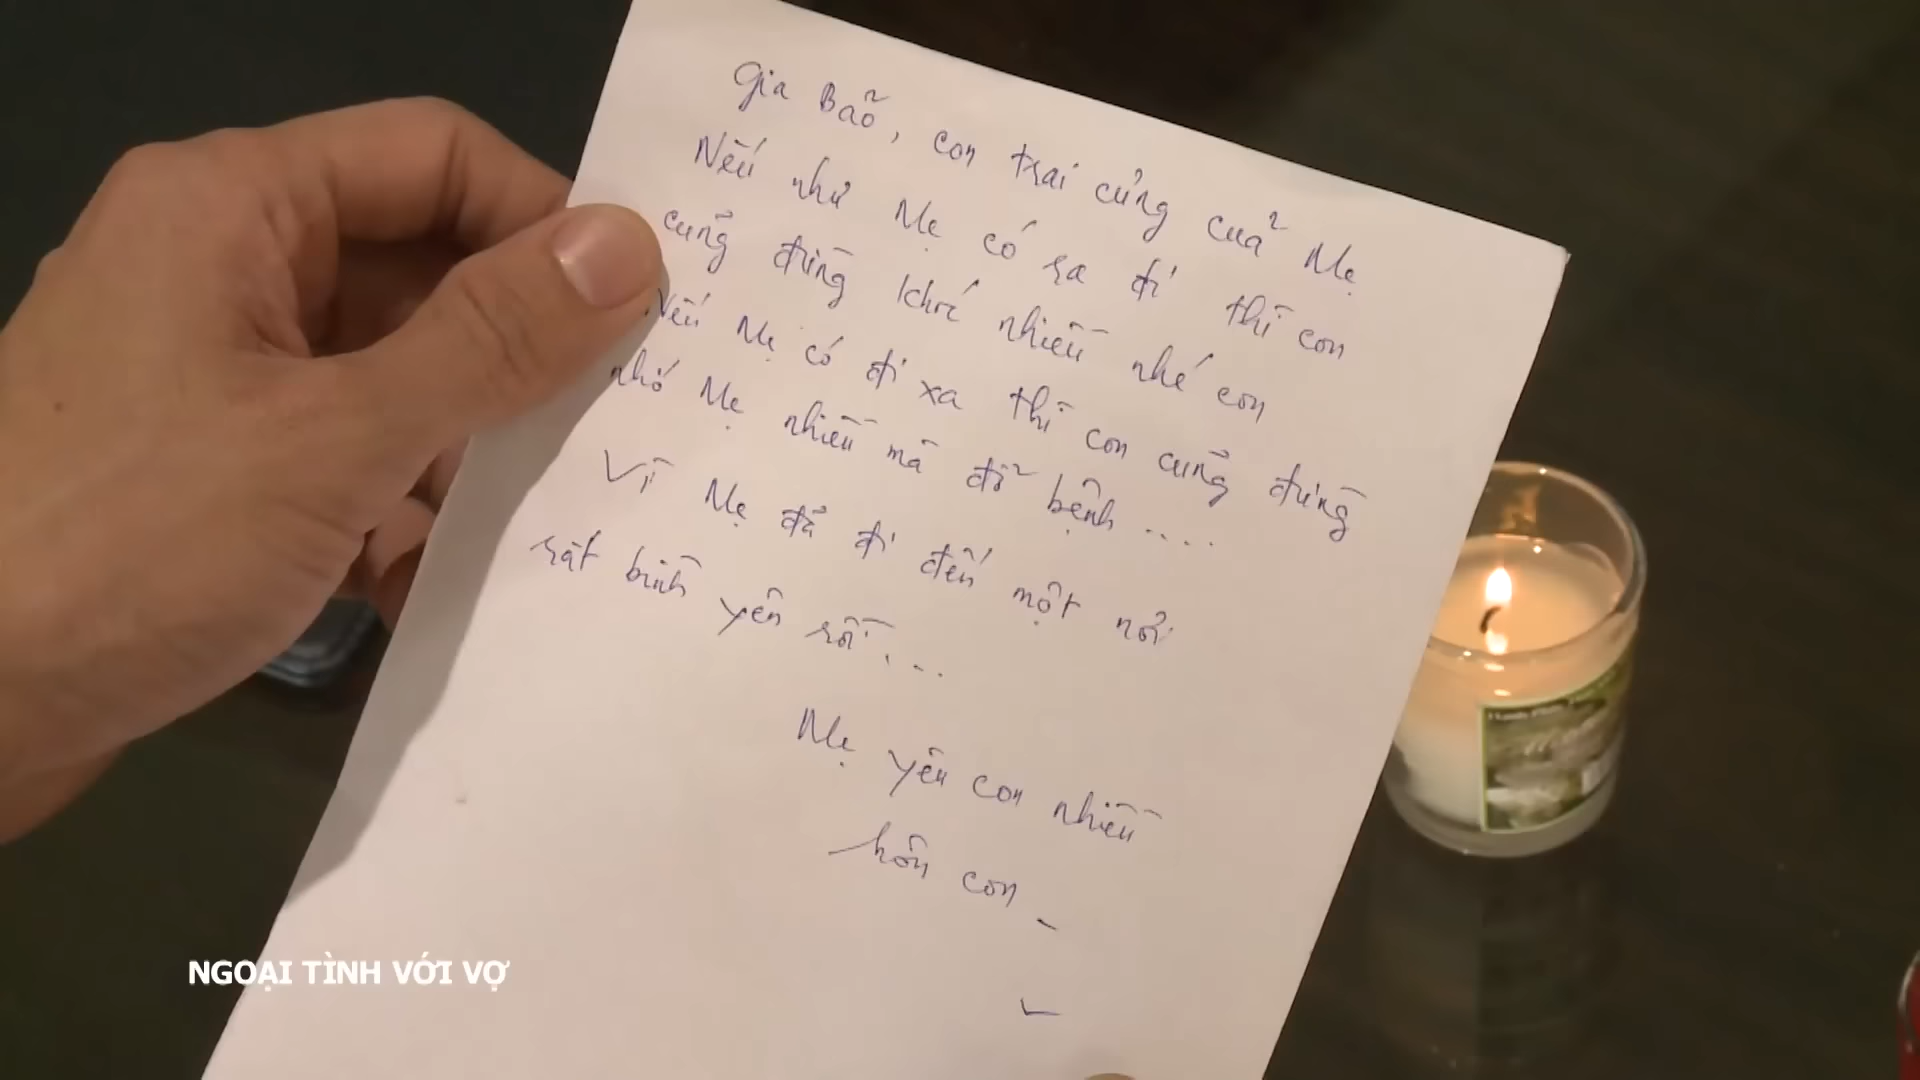 Gia Bảo, con trai cưng của Mẹ
Nếu như Mẹ có ra đi thì con
cũng đừng khóc nhiều nhé con
Nếu Mẹ có đi xa thì con cũng đừng
nhớ Mẹ nhiều mà đổ bệnh ....
Vì Mẹ đã đi đến một nơi
rất bình yên rồi ...
Mẹ yêu con nhiều
hôn con
NGOẠI TÌNH VỚI VỢ